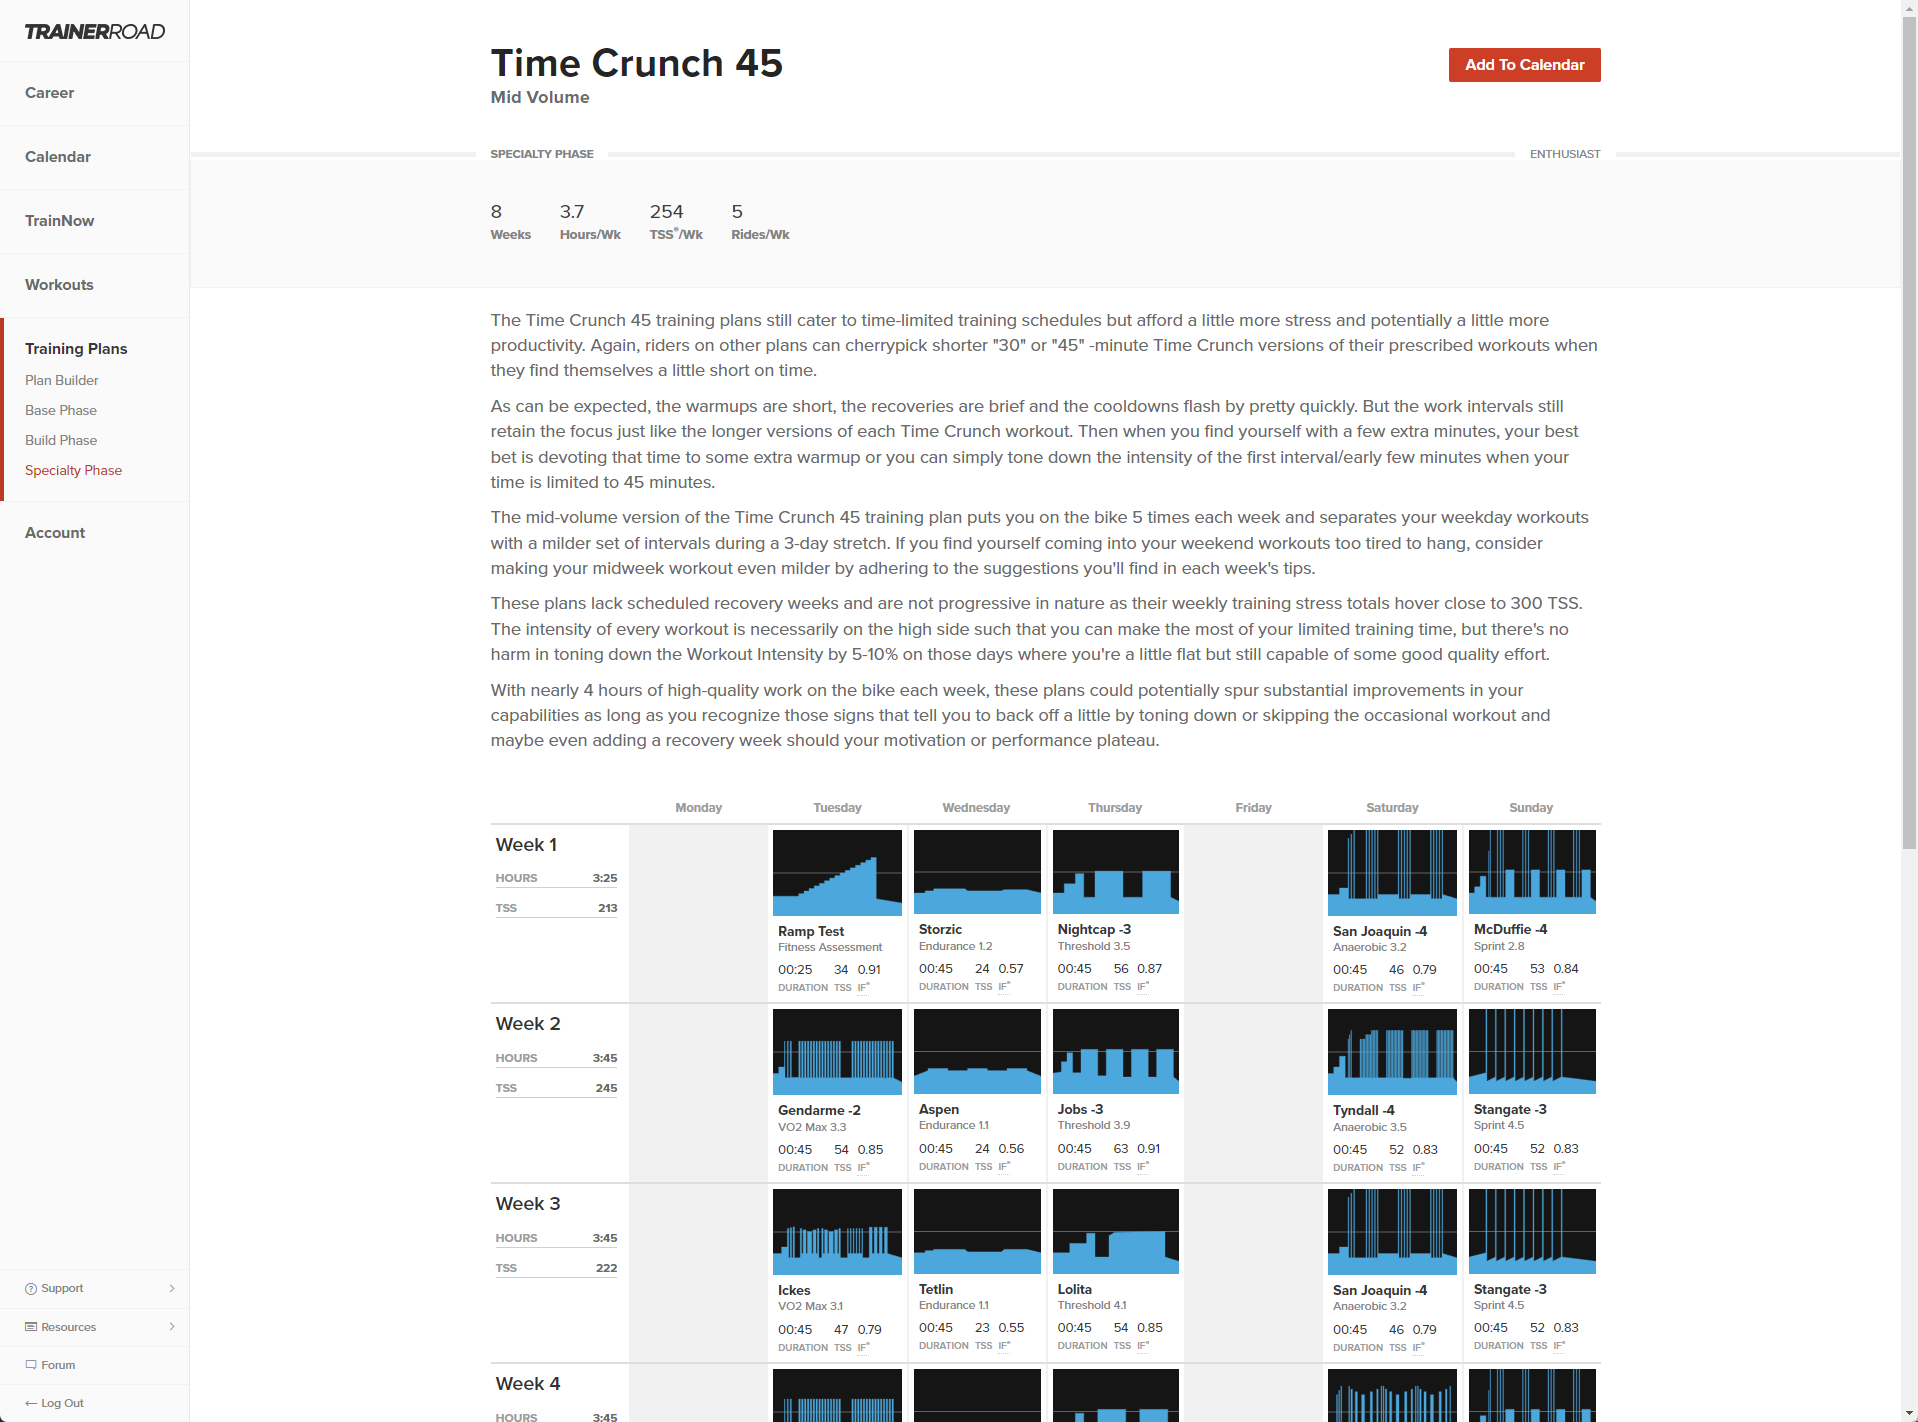 TRAINERROAD
Career
Calendar
TrainNow
Workouts
Training Plans
Plan Builder
Base Phase
Build Phase
Specialty Phase
Account
Support
Resources
Forum
Log Out
Time Crunch 45
Mid Volume
Add To Calendar
SPECIALTY PHASE
ENTHUSIAST
8 3.7 254 5
Weeks Hours/Wk TSS®/Wk Rides/Wk
The Time Crunch 45 training plans still cater to time-limited training schedules but afford a little more stress and potentially a little more
productivity. Again, riders on other plans can cherrypick shorter "30" or "45" -minute Time Crunch versions of their prescribed workouts when
they find themselves a little short on time.
As can be expected, the warmups are short, the recoveries are brief and the cooldowns flash by pretty quickly. But the work intervals still
retain the focus just like the longer versions of each Time Crunch workout. Then when you find yourself with a few extra minutes, your best
bet is devoting that time to some extra warmup or you can simply tone down the intensity of the first interval/early few minutes when your
time is limited to 45 minutes.
The mid-volume version of the Time Crunch 45 training plan puts you on the bike 5 times each week and separates your weekday workouts
with a milder set of intervals during a 3-day stretch. If you find yourself coming into your weekend workouts too tired to hang, consider
making your midweek workout even milder by adhering to the suggestions you'll find in each week's tips.
These plans lack scheduled recovery weeks and are not progressive in nature as their weekly training stress totals hover close to 300 TSS.
The intensity of every workout is necessarily on the high side such that you can make the most of your limited training time, but there's no
harm in toning down the Workout Intensity by 5-10% on those days where you're a little flat but still capable of some good quality effort.
With nearly 4 hours of high-quality work on the bike each week, these plans could potentially spur substantial improvements in your
capabilities as long as you recognize those signs that tell you to back off a little by toning down or skipping the occasional workout and
maybe even adding a recovery week should your motivation or performance plateau.
Monday Tuesday Wednesday Thursday Friday Saturday Sunday
Week 1
HOURS 3:25
TSS 213
Ramp Test
Fitness Assessment
00:25 34 0.91
DURATION TSS IF®
Storzic
Endurance 1.2
00:45 24 0.57
DURATION TSS IF®
Nightcap -3
Threshold 3.5
00:45 56 0.87
DURATION TSS IF®
San Joaquin -4
Anaerobic 3.2
00:45 46 0.79
DURATION TSS IF®
McDuffie -4
Sprint 2.8
00:45 53 0.84
DURATION TSS IF®
Week 2
HOURS 3:45
TSS 245
Gendarme -2
VO2 Max 3.3
00:45 54 0.85
DURATION TSS IF®
Aspen
Endurance 1.1
00:45 24 0.56
DURATION TSS IF®
Jobs -3
Threshold 3.9
00:45 63 0.91
DURATION TSS IF®
Tyndall -4
Anaerobic 3.5
00:45 52 0.83
DURATION TSS IF®
Stangate -3
Sprint 4.5
00:45 52 0.83
DURATION TSS IF®
Week 3
HOURS 3:45
TSS 222
Ickes
VO2 Max 3.1
00:45 47 0.79
DURATION TSS IF®
Tetlin
Endurance 1.1
00:45 23 0.55
DURATION TSS IF®
Lolita
Threshold 4.1
00:45 54 0.85
DURATION TSS IF®
San Joaquin -4
Anaerobic 3.2
00:45 46 0.79
DURATION TSS IF®
Stangate -3
Sprint 4.5
00:45 52 0.83
DURATION TSS IF®
Week 4
HOURS 3:45